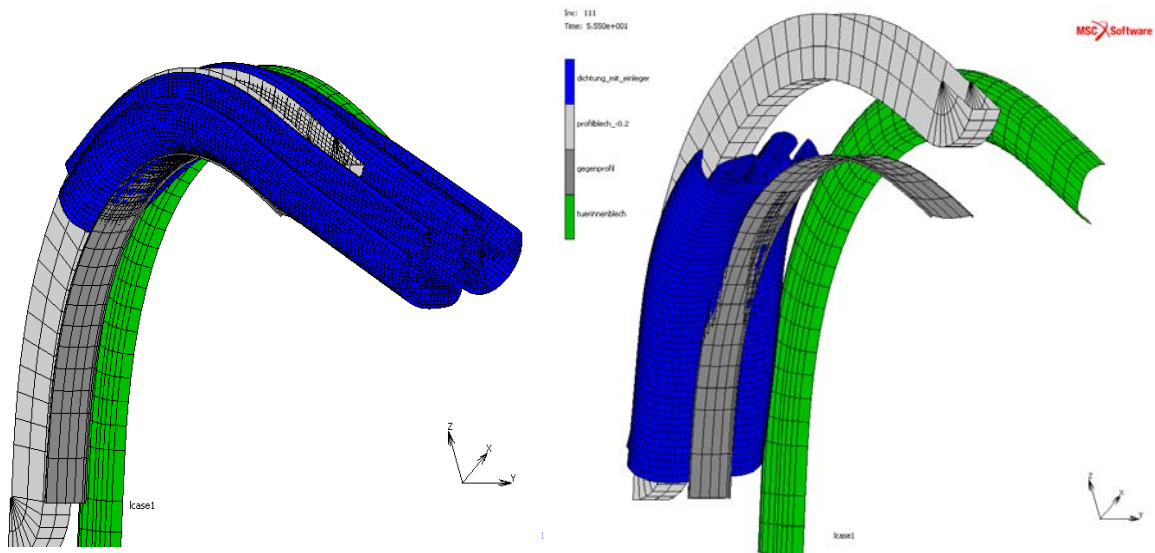 Inc: 111
Time: 5.550e+001
MSC Software
dichtung_mit_einleger
profilblech_-0.2
gegenprofil
tuerinnenblech
Z
X
Y
lcase1
1
Z
X
Y
lcase1